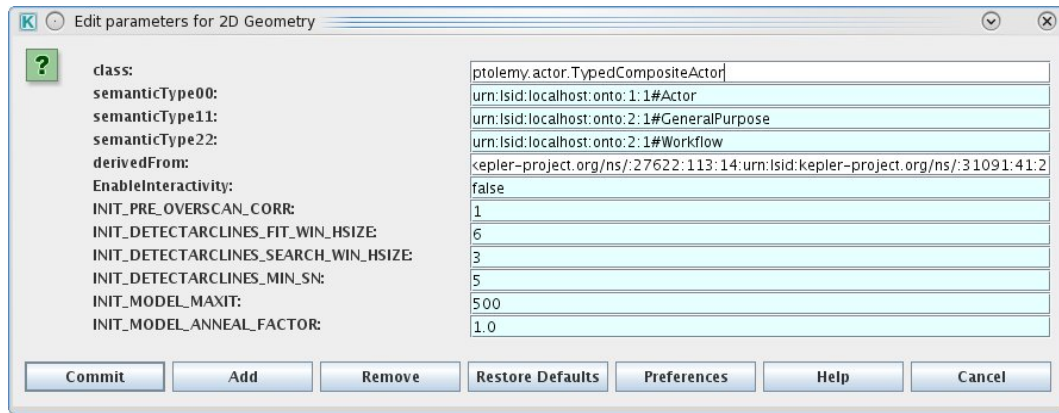 K Edit parameters for 2D Geometry
?
class: ptolemy.actor.TypedCompositeActor
semanticType00: urn:lsid:localhost:onto:1:1#Actor
semanticType11: urn:lsid:localhost:onto:2:1#GeneralPurpose
semanticType22: urn:lsid:localhost:onto:2:1#Workflow
derivedFrom: kepler-project.org/ns/:27622:113:14:urn:lsid:kepler-project.org/ns/:31091:41:2
EnableInteractivity: false
INIT_PRE_OVERSCAN_CORR: 1
INIT_DETECTARCLINES_FIT_WIN_HSIZE: 6
INIT_DETECTARCLINES_SEARCH_WIN_HSIZE: 3
INIT_DETECTARCLINES_MIN_SN: 5
INIT_MODEL_MAXIT: 500
INIT_MODEL_ANNEAL_FACTOR: 1.0
Commit Add Remove Restore Defaults Preferences Help Cancel